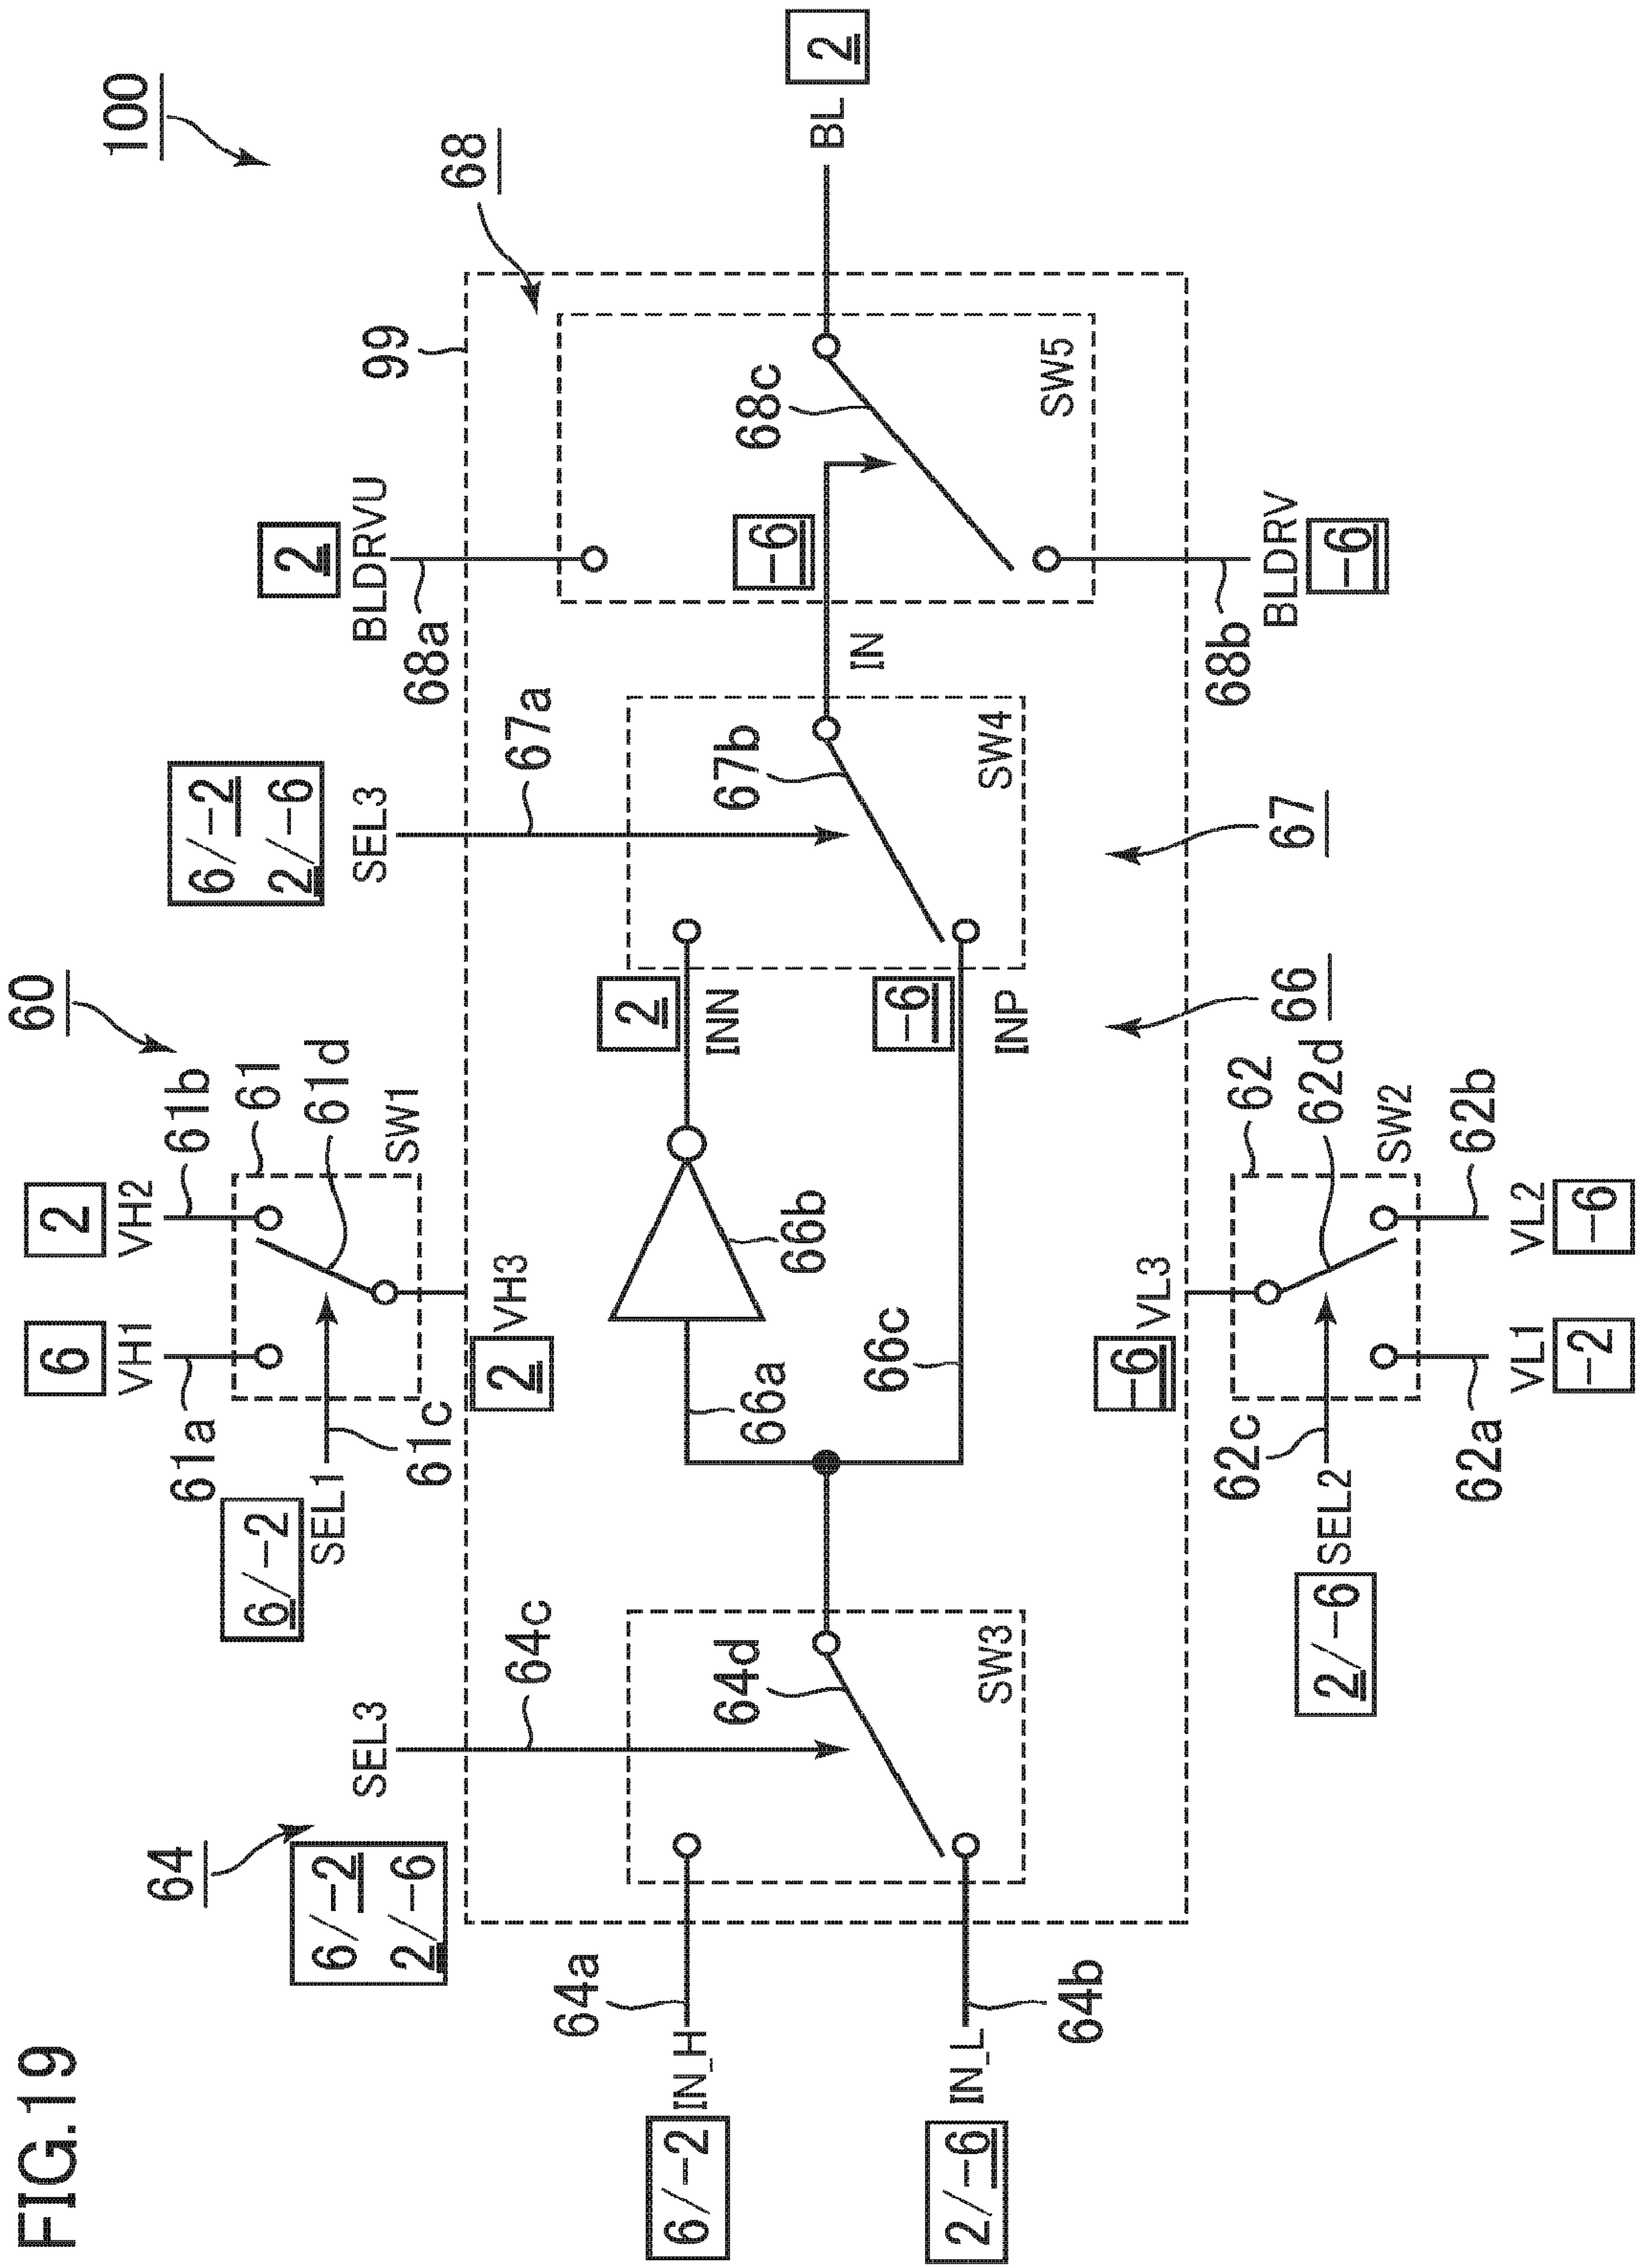 FIG.19
100
60
2
VH2
61b
6
VH1
61a
61
61d
SW1
6/−2
SEL1
61c
2
VH3
64
6/−2
2/−6
SEL3
64c
6/−2
2/−6
SEL3
67a
2
BLDRVU
68a
99
68
6/−2
IN_H
64a
2/−6
IN_L
64b
64d
SW3
66a
66b
66c
2
INN
−6
INP
67b
SW4
IN
−6
68c
SW5
BL
2
66
67
−6
VL3
62
62d
SW2
62c
SEL2
2/−6
62a
VL1
−2
62b
VL2
−6
68b
BLDRV
−6